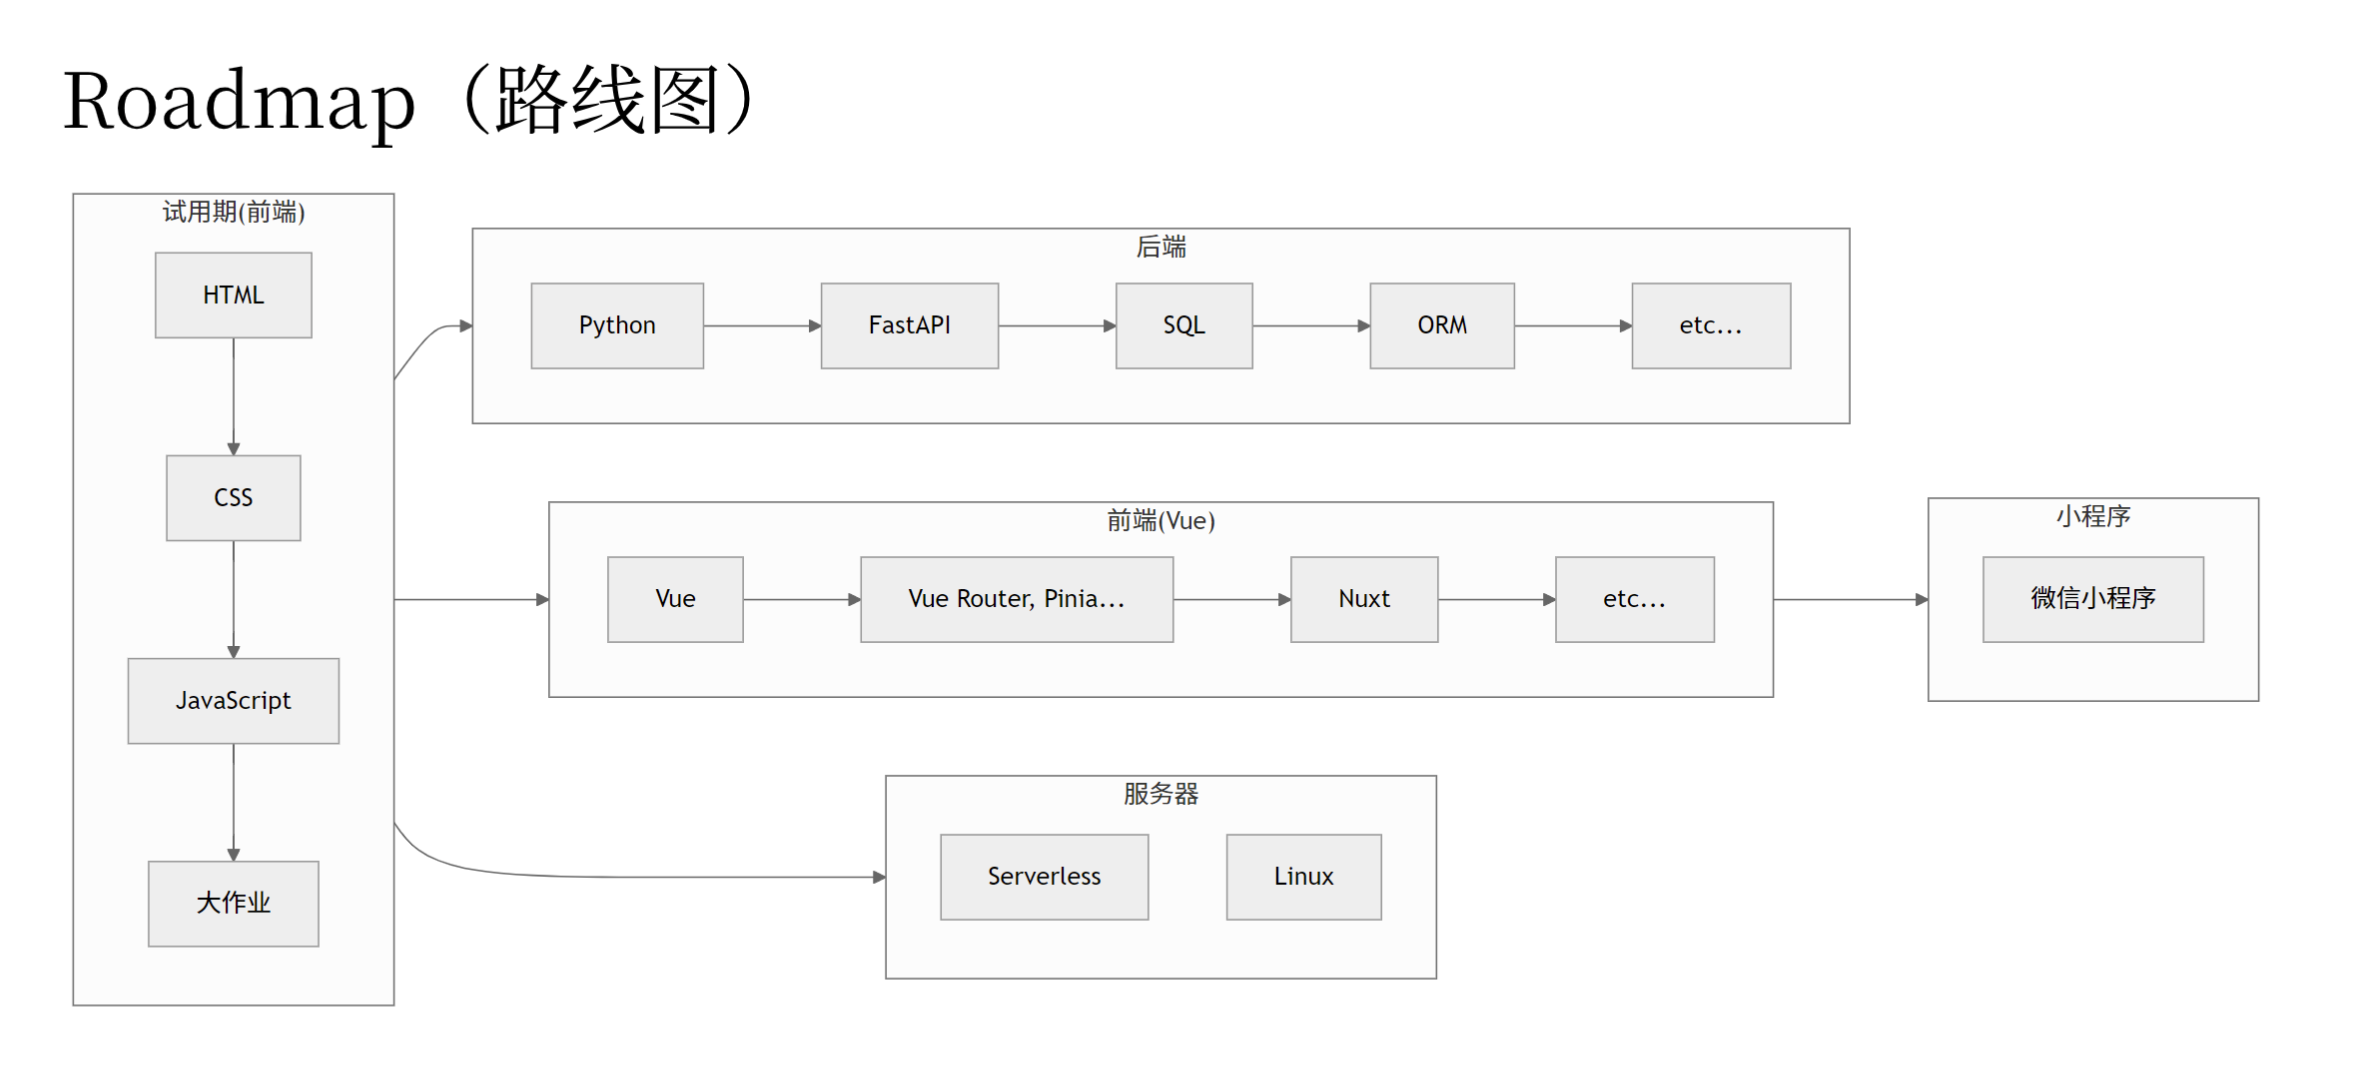 Roadmap（路线图）
试用期(前端)
HTML
CSS
JavaScript
大作业
后端
Python
FastAPI
SQL
ORM
etc...
前端(Vue)
Vue
Vue Router, Pinia...
Nuxt
etc...
小程序
微信小程序
服务器
Serverless
Linux